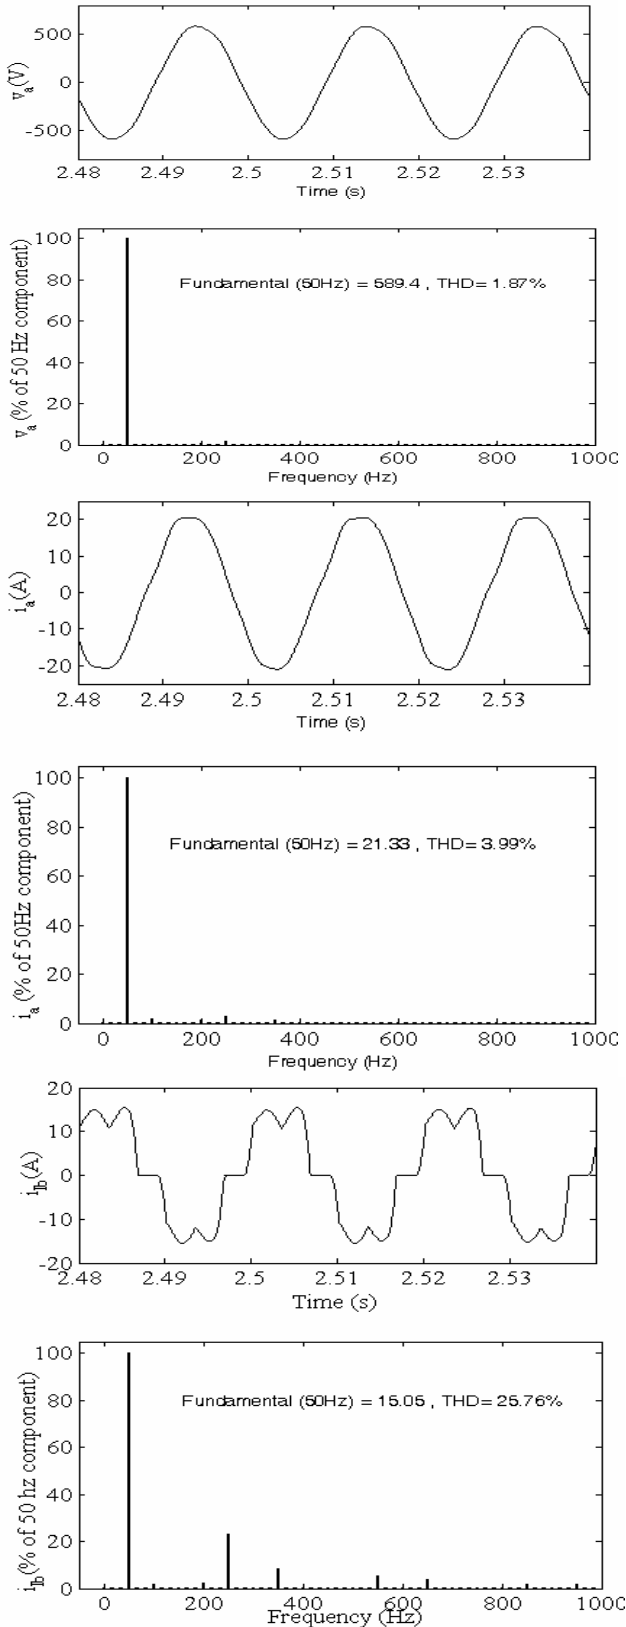 500
0
-500
v_a(V)
2.48 2.49 2.5 2.51 2.52 2.53
Time (s)
100
80
60
40
20
0
v_a (% of 50 Hz component)
Fundamental (50Hz) = 589.4 , THD= 1.87%
0 200 400 600 800 1000
Frequency (Hz)
20
10
0
-10
-20
i_a(A)
2.48 2.49 2.5 2.51 2.52 2.53
Time (s)
100
80
60
40
20
0
i_a (% of 50Hz component)
Fundamental (50Hz) = 21.33 , THD= 3.99%
0 200 400 600 800 1000
Frequency (Hz)
20
10
0
-10
-20
i_lb(A)
2.48 2.49 2.5 2.51 2.52 2.53
Time (s)
100
80
60
40
20
0
i_lb(% of 50 hz component)
Fundamental (50Hz) = 15.05 , THD= 25.76%
0 200 400 600 800 1000
Frequency (Hz)